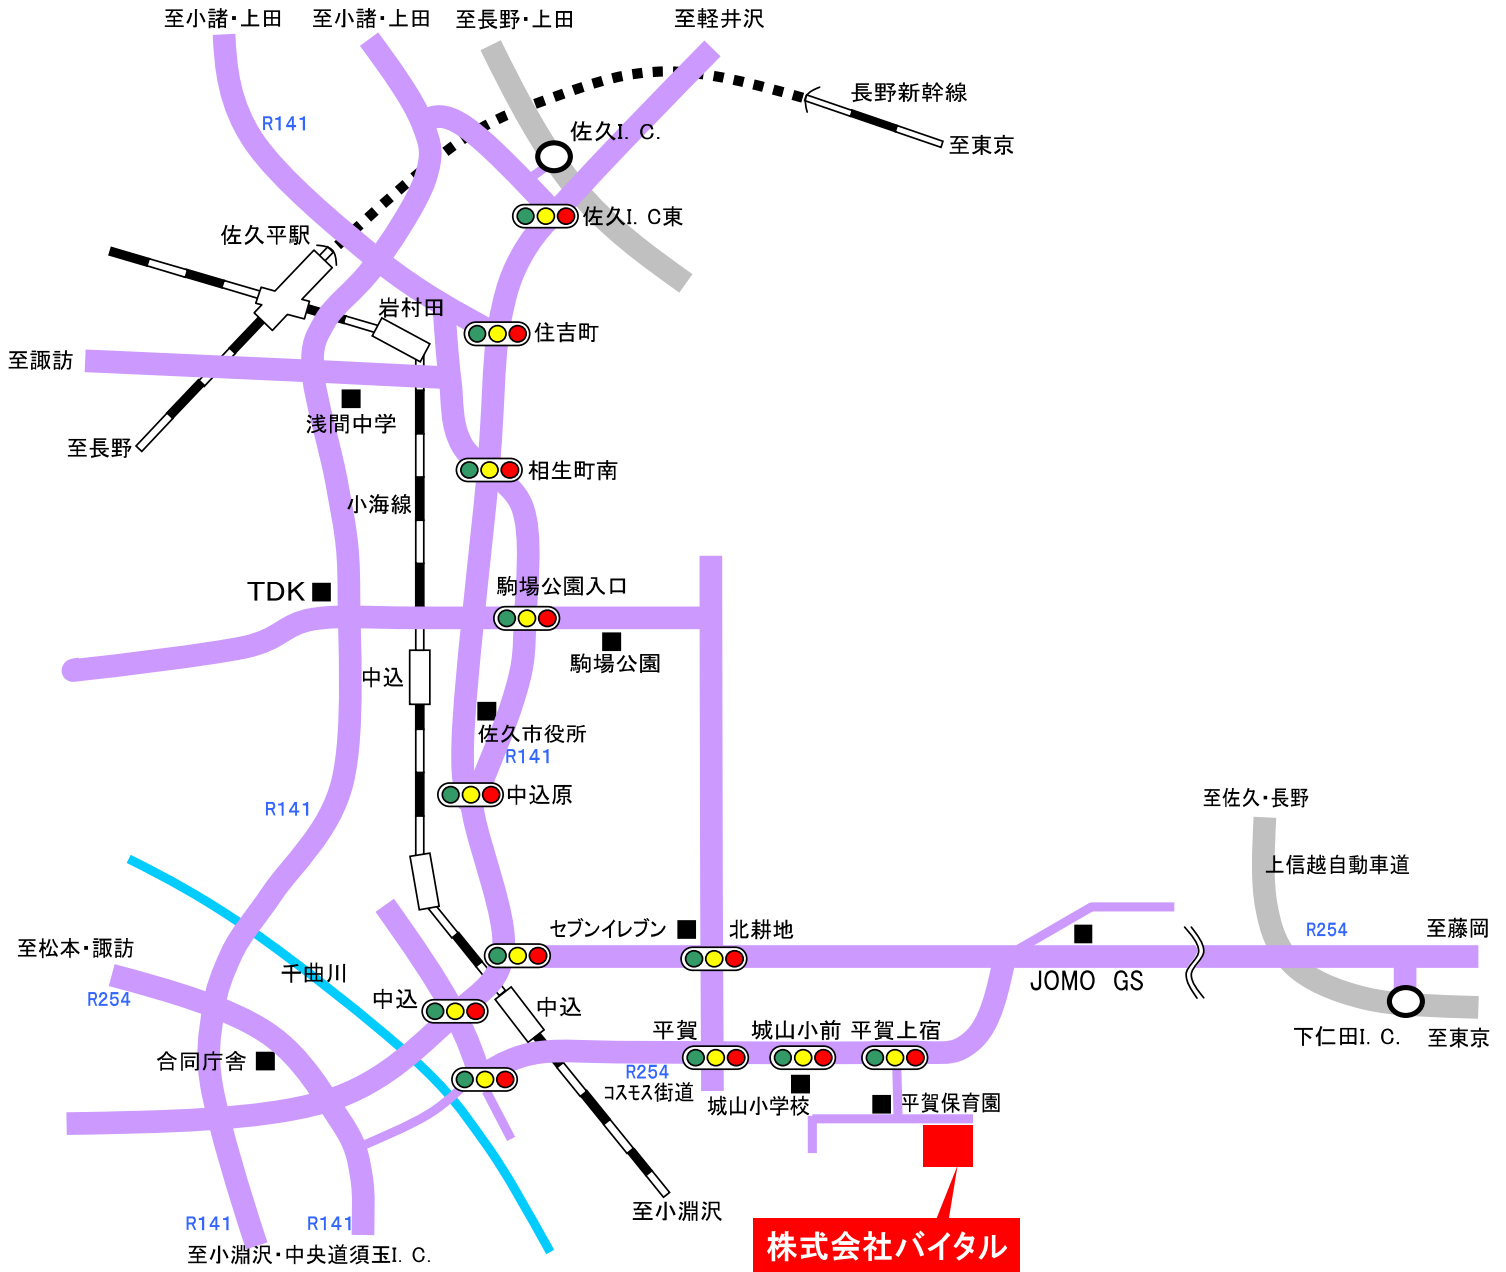 至小諸・上田
至小諸・上田
至長野・上田
至軽井沢
長野新幹線
R141
佐久I. C.
至東京
佐久I. C東
佐久平駅
岩村田
住吉町
至諏訪
浅間中学
至長野
相生町南
小海線
TDK
駒場公園入口
駒場公園
中込
佐久市役所
R141
中込原
R141
至佐久・長野
上信越自動車道
セブンイレブン
北耕地
R254
至藤岡
至松本・諏訪
千曲川
R254
中込
中込
JOMO GS
平賀
城山小前
平賀上宿
下仁田I. C.
至東京
合同庁舎
R254
コスモス街道
城山小学校
平賀保育園
至小淵沢
R141
R141
至小淵沢・中央道須玉I. C.
株式会社バイタル